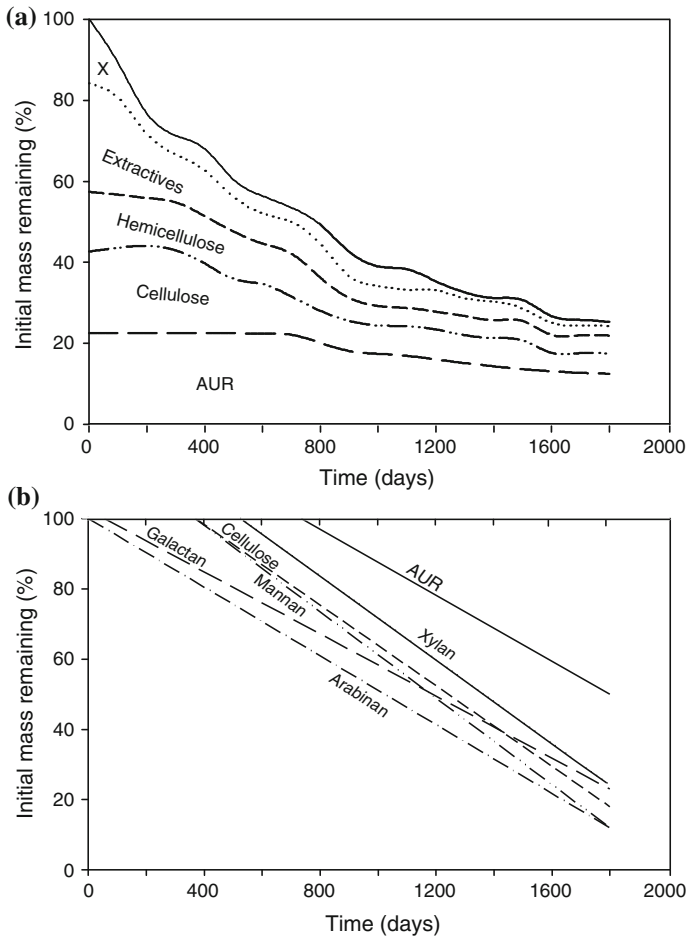 (a)
100
80
60
40
20
0
Initial mass remaining (%)
X
Extractives
Hemicellulose
Cellulose
AUR
0 400 800 1200 1600 2000
Time (days)
(b)
100
80
60
40
20
0
Initial mass remaining (%)
Galactan
Cellulose
Mannan
Arabinan
Xylan
AUR
0 400 800 1200 1600 2000
Time (days)